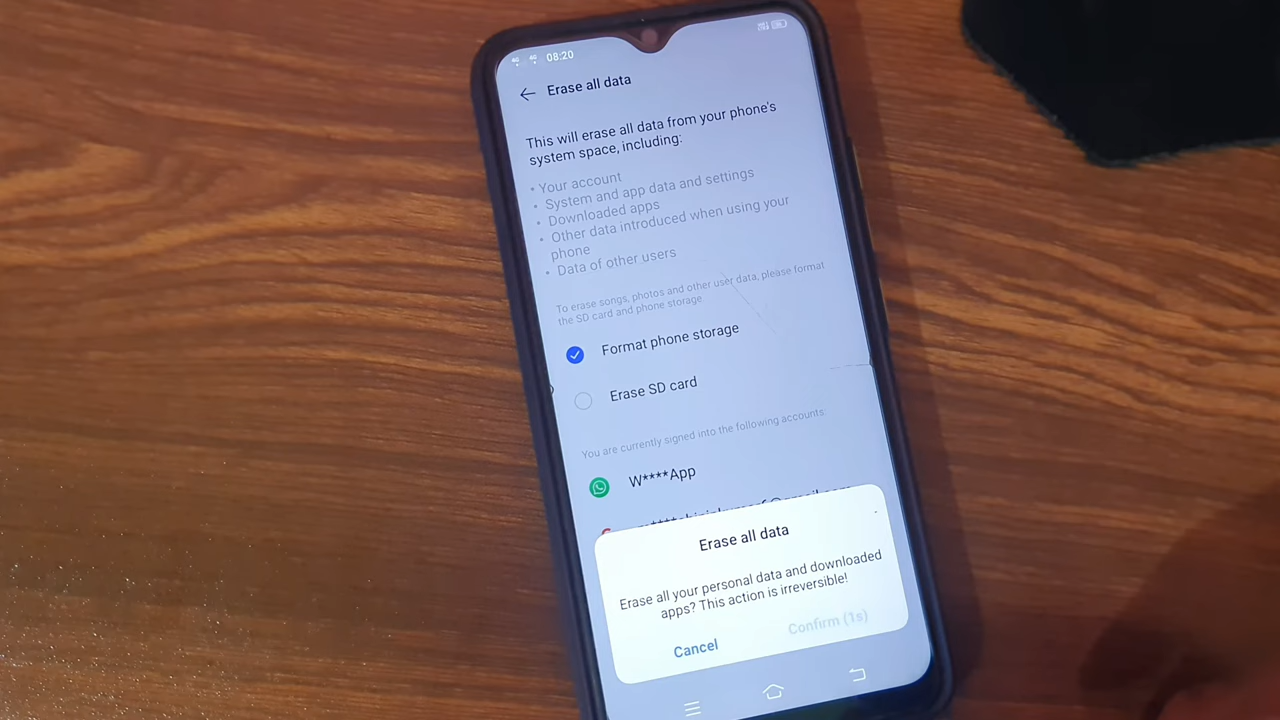 08:20
Erase all data
This will erase all data from your phone's
system space, including:
• Your account
• System and app data and settings
• Downloaded apps
• Other data introduced when using your
phone
• Data of other users
To erase songs, photos and other user data, please format
the SD card and phone storage
Format phone storage
Erase SD card
You are currently signed into the following accounts
W****App
Erase all data
Erase all your personal data and downloaded
apps? This action is irreversible!
Cancel
Confirm (1s)